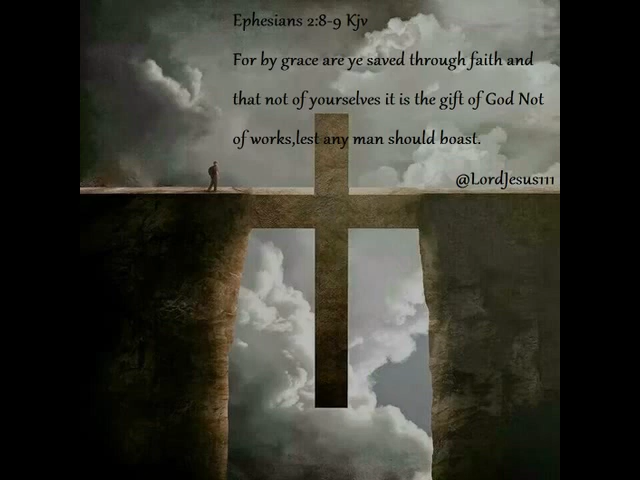 Ephesians 2:8-9 Kjv
For by grace are ye saved through faith and
that not of yourselves it is the gift of God Not
of works,lest any man should boast.
@LordJesus111